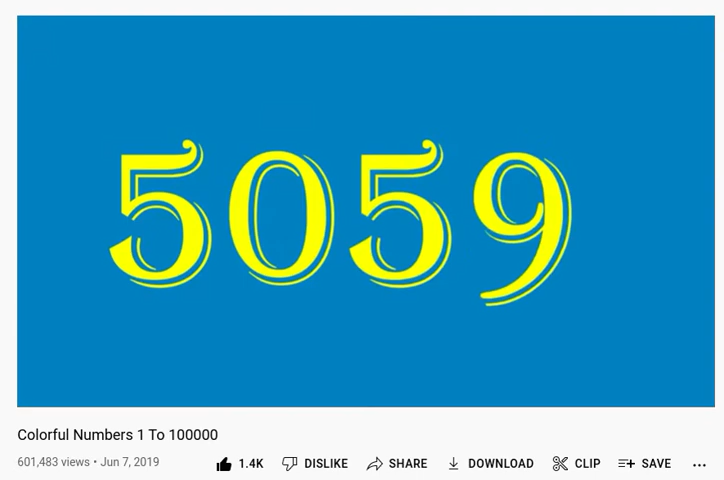 5059
Colorful Numbers 1 To 100000
601,483 views • Jun 7, 2019 1.4K DISLIKE SHARE DOWNLOAD CLIP SAVE ...